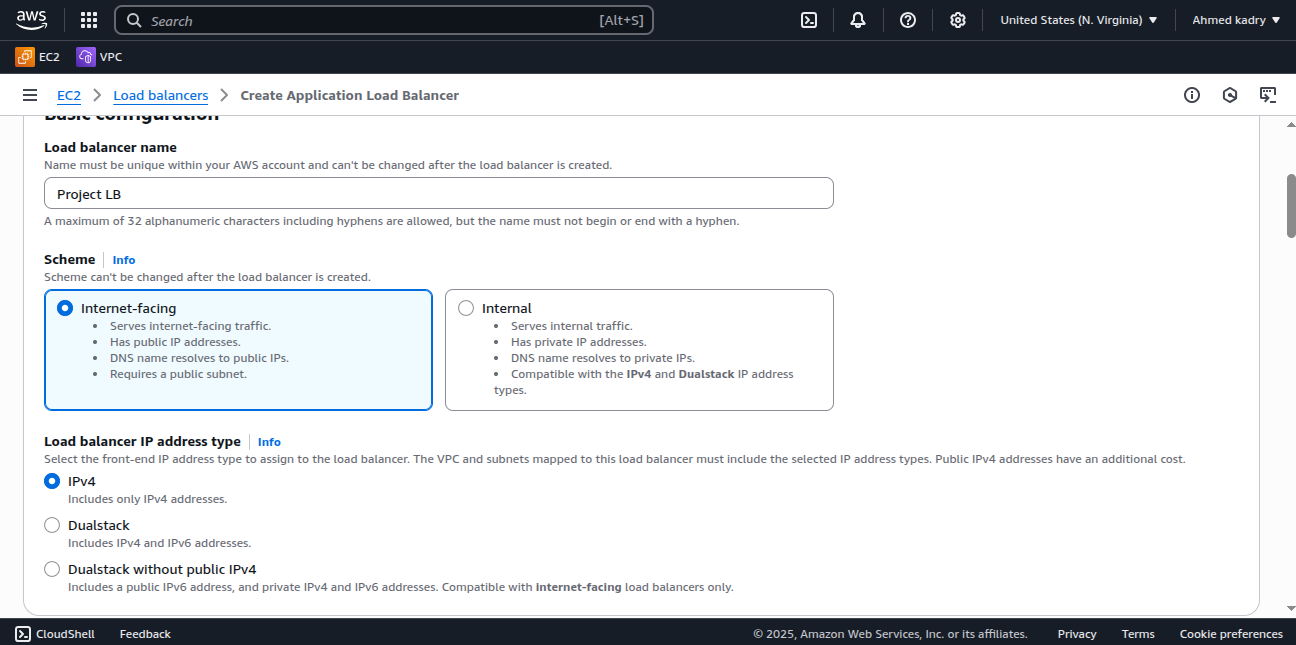 aws
Search
[Alt+S]
United States (N. Virginia)
Ahmed kadry
EC2
VPC
EC2
Load balancers
Create Application Load Balancer
Basic configuration
Load balancer name
Name must be unique within your AWS account and can't be changed after the load balancer is created.
Project LB
A maximum of 32 alphanumeric characters including hyphens are allowed, but the name must not begin or end with a hyphen.
Scheme
Info
Scheme can't be changed after the load balancer is created.
Internet-facing
• Serves internet-facing traffic.
• Has public IP addresses.
• DNS name resolves to public IPs.
• Requires a public subnet.
Internal
• Serves internal traffic.
• Has private IP addresses.
• DNS name resolves to private IPs.
• Compatible with the IPv4 and Dualstack IP address
types.
Load balancer IP address type
Info
Select the front-end IP address type to assign to the load balancer. The VPC and subnets mapped to this load balancer must include the selected IP address types. Public IPv4 addresses have an additional cost.
IPv4
Includes only IPv4 addresses.
Dualstack
Includes IPv4 and IPv6 addresses.
Dualstack without public IPv4
Includes a public IPv6 address, and private IPv4 and IPv6 addresses. Compatible with internet-facing load balancers only.
CloudShell
Feedback
© 2025, Amazon Web Services, Inc. or its affiliates.
Privacy
Terms
Cookie preferences